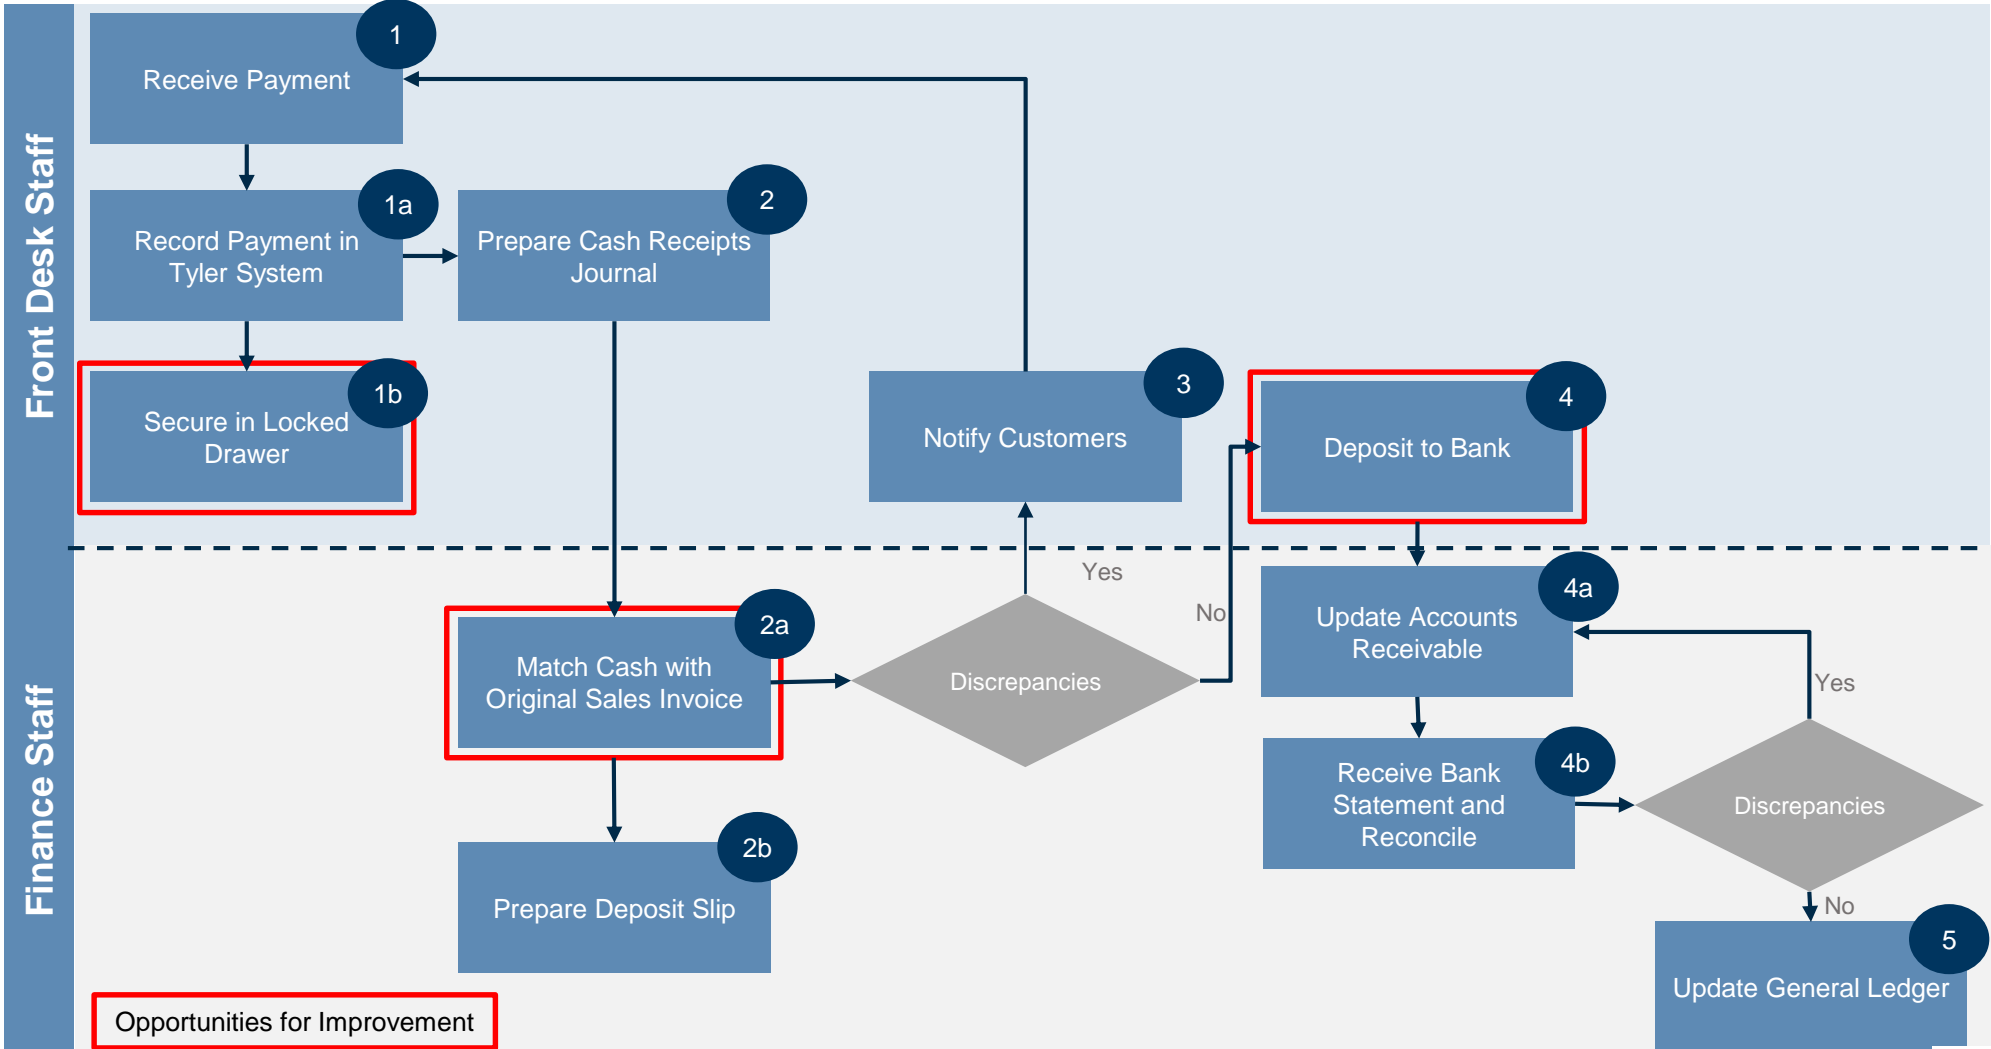 Front Desk Staff
1
Receive Payment
1a
Record Payment in
Tyler System
2
Prepare Cash Receipts
Journal
1b
Secure in Locked
Drawer
3
Notify Customers
4
Deposit to Bank
Finance Staff
2a
Match Cash with
Original Sales Invoice
Discrepancies
Yes
No
4a
Update Accounts
Receivable
4b
Receive Bank
Statement and
Reconcile
Discrepancies
Yes
No
2b
Prepare Deposit Slip
5
Update General Ledger
Opportunities for Improvement